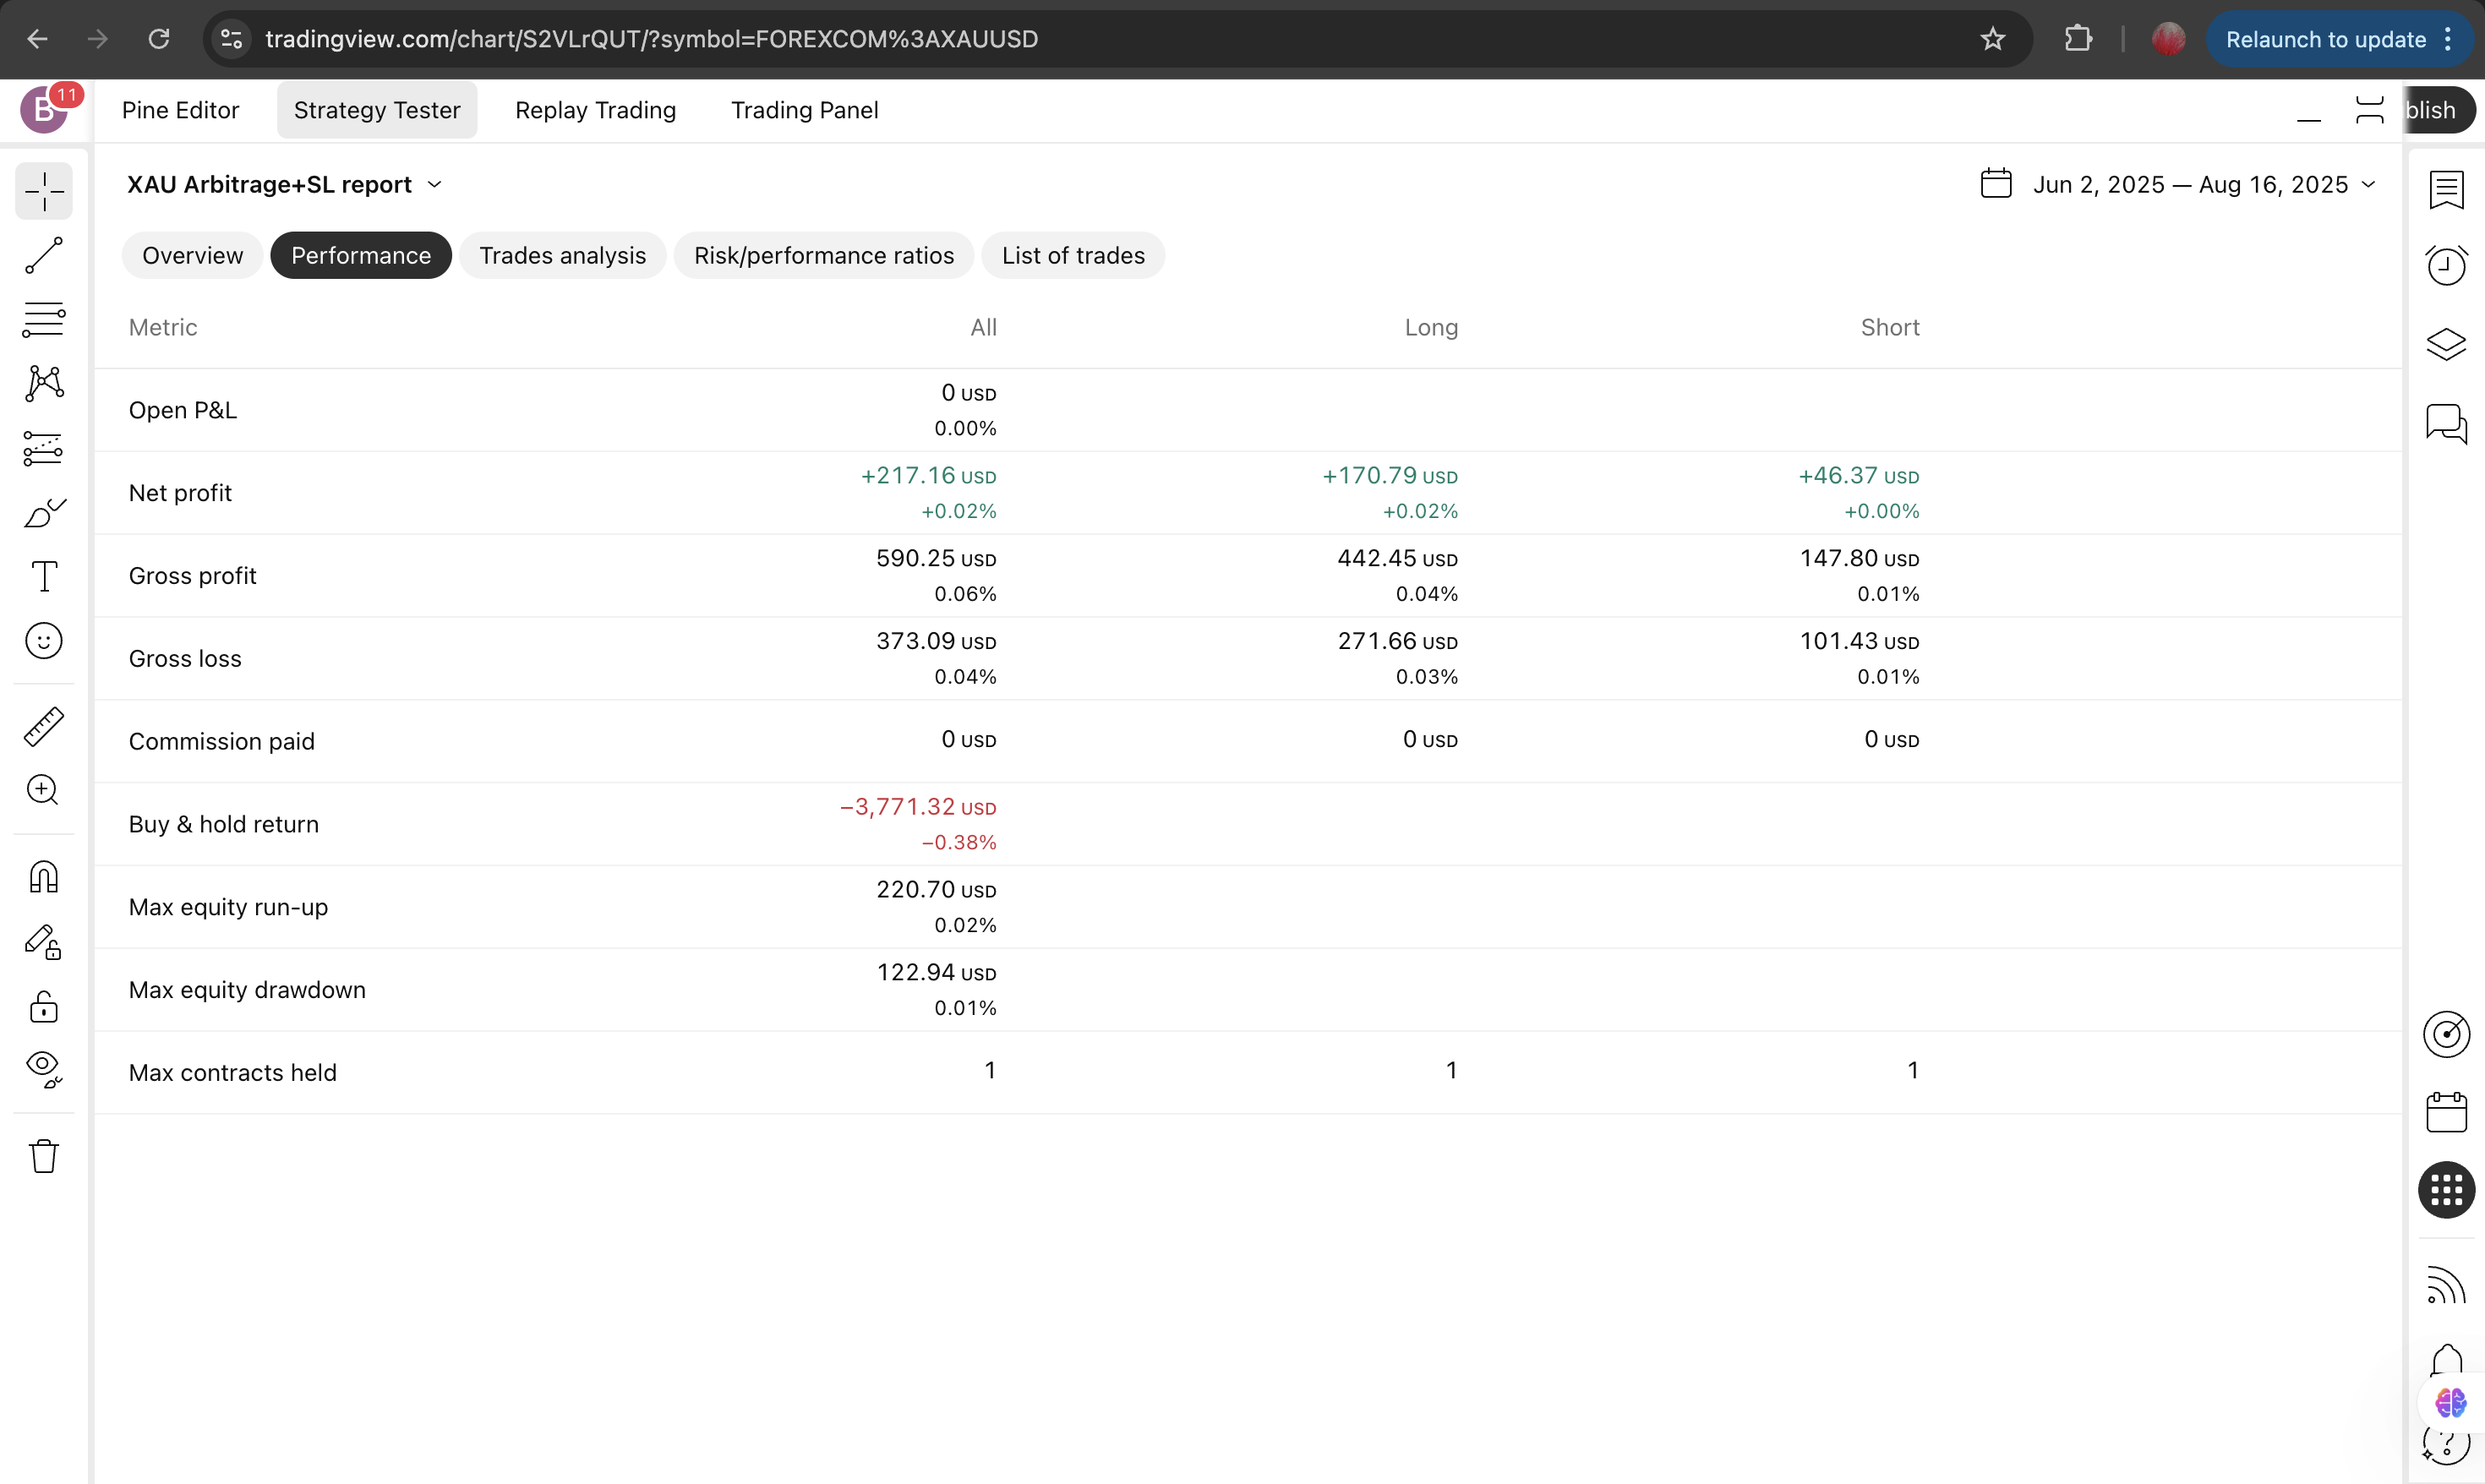 tradingview.com/chart/S2VLrQUT/?symbol=FOREXCOM%3AXAUUSD
Relaunch to update
B
11
Pine Editor
Strategy Tester
Replay Trading
Trading Panel
blish
XAU Arbitrage+SL report
Jun 2, 2025 — Aug 16, 2025
Overview
Performance
Trades analysis
Risk/performance ratios
List of trades
Metric All Long Short
Open P&L
0 USD
0.00%
Net profit
+217.16 USD +170.79 USD +46.37 USD
+0.02% +0.02% +0.00%
Gross profit
590.25 USD 442.45 USD 147.80 USD
0.06% 0.04% 0.01%
Gross loss
373.09 USD 271.66 USD 101.43 USD
0.04% 0.03% 0.01%
Commission paid 0 USD 0 USD 0 USD
Buy & hold return
−3,771.32 USD
−0.38%
Max equity run-up
220.70 USD
0.02%
Max equity drawdown
122.94 USD
0.01%
Max contracts held 1 1 1